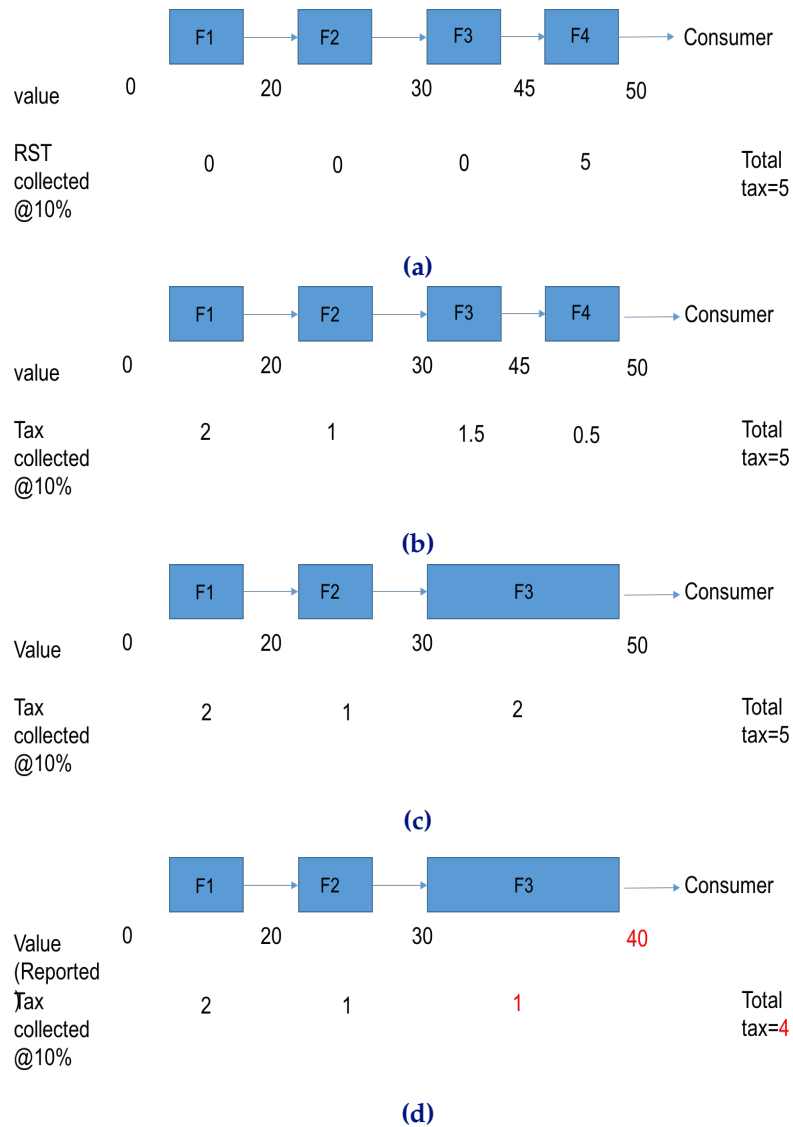 F1 F2 F3 F4 Consumer
value 0 20 30 45 50
RST
collected
@10%
0 0 0 5
Total
tax=5
(a)
F1 F2 F3 F4 Consumer
value 0 20 30 45 50
Tax
collected
@10%
2 1 1.5 0.5
Total
tax=5
(b)
F1 F2 F3 Consumer
Value 0 20 30 50
Tax
collected
@10%
2 1 2
Total
tax=5
(c)
F1 F2 F3 Consumer
Value
(Reported
)
0 20 30 40
Tax
collected
@10%
2 1 1
Total
tax=4
(d)